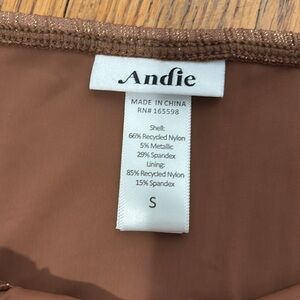 Andie
MADE IN CHINA
RN# 165598
Shell:
66% Recycled Nylon
5% Metallic
29% Spandex
Lining:
85% Recycled Nylon
15% Spandex
S